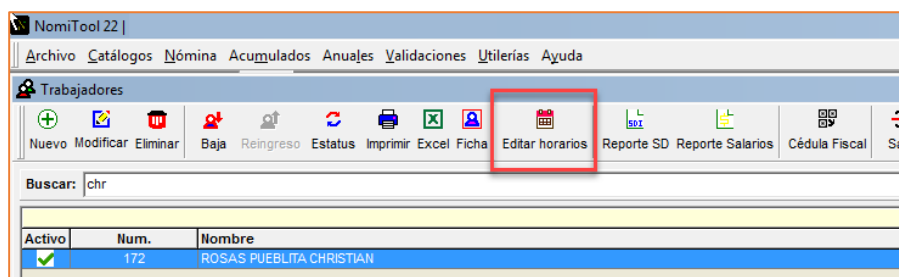 NomiTool 22 |
Archivo Catálogos Nómina Acumulados Anuales Validaciones Utilerías Ayuda
Trabajadores
SDI
Nuevo Modificar Eliminar Baja Reingreso Estatus Imprimir Excel Ficha Editar horarios Reporte SD Reporte Salarios Cédula Fiscal
Buscar: chr
Activo Num. Nombre
172 ROSAS PUEBLITA CHRISTIAN